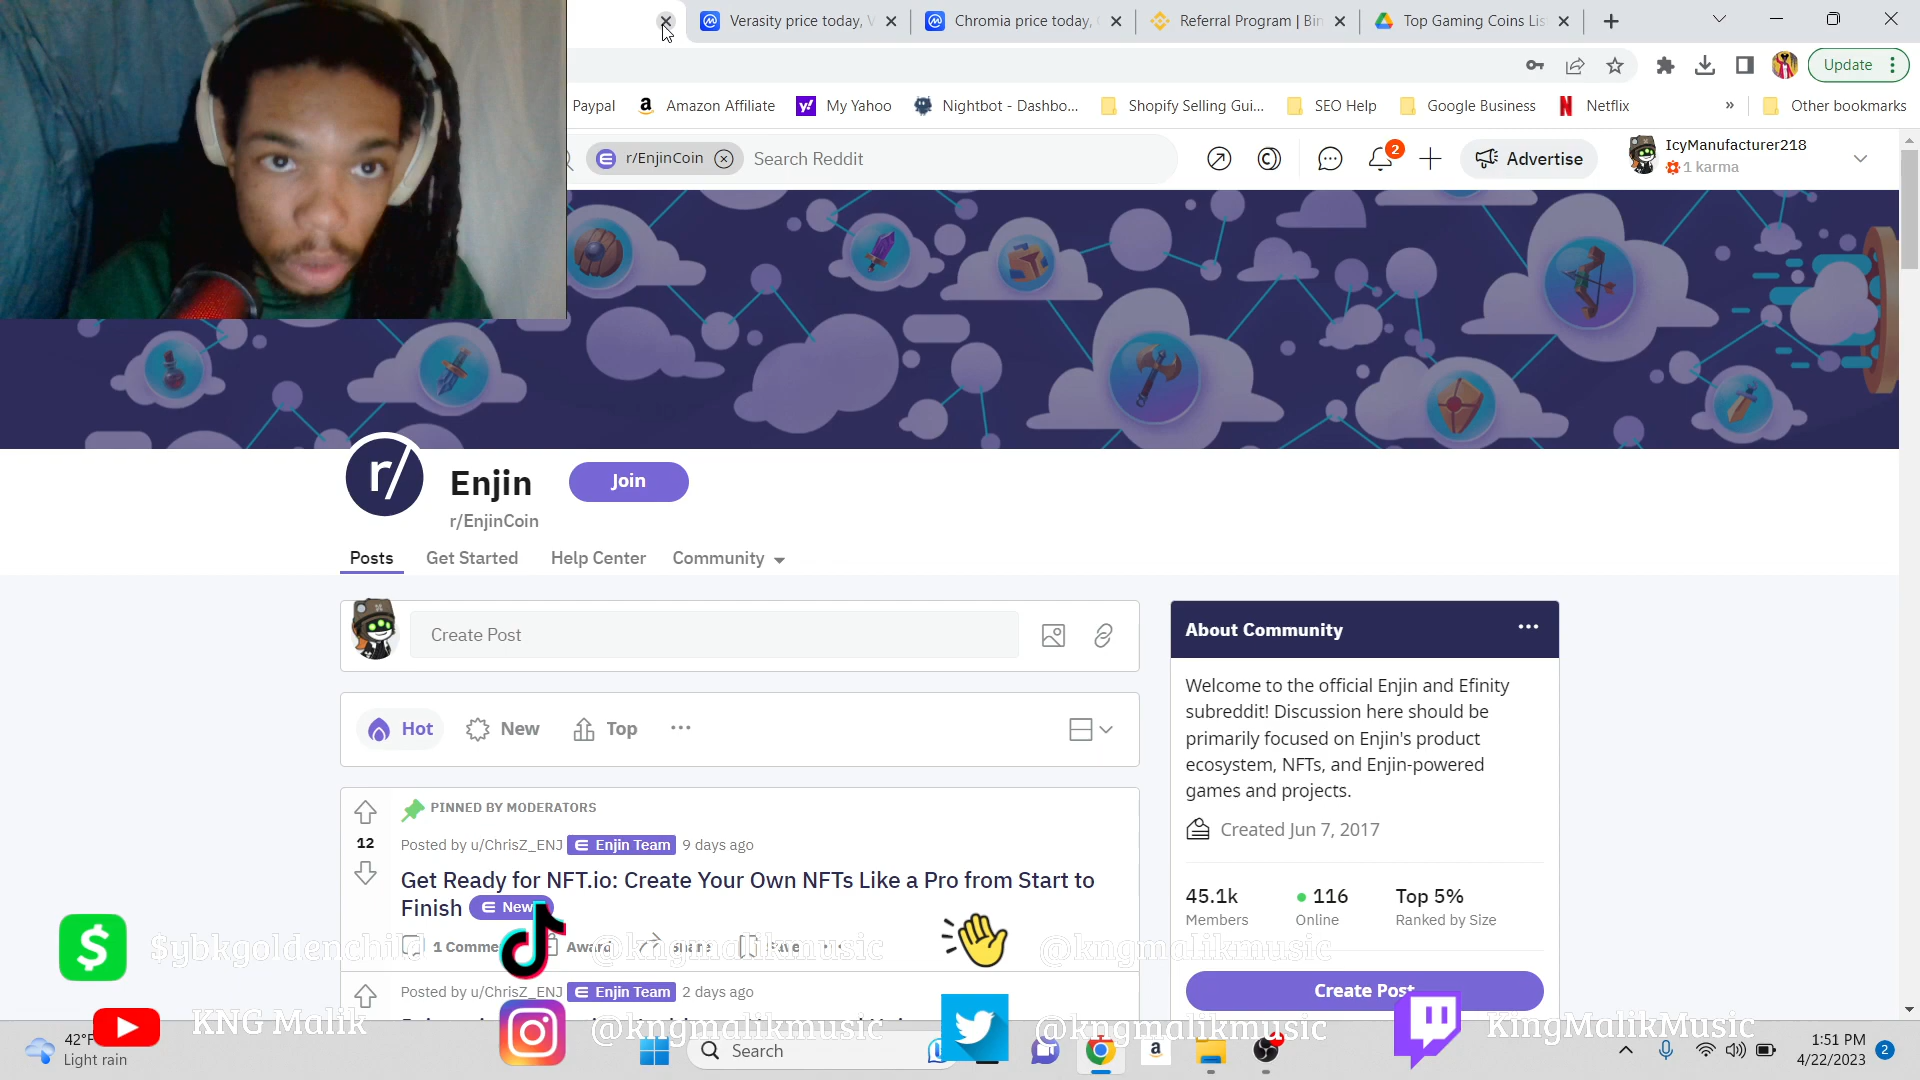 Verasity price today, V
Chromia price today,
Referral Program | Bin
Top Gaming Coins Lis
Update
Paypal
Amazon Affiliate
My Yahoo
Nightbot - Dashbo...
Shopify Selling Gui...
SEO Help
Google Business
Netflix
»
Other bookmarks
r/EnjinCoin
Search Reddit
2
Advertise
IcyManufacturer218
1 karma
r/
Enjin
Join
r/EnjinCoin
Posts
Get Started
Help Center
Community
Create Post
Hot
New
Top
PINNED BY MODERATORS
12
Posted by u/ChrisZ_ENJ Enjin Team 9 days ago
Get Ready for NFT.io: Create Your Own NFTs Like a Pro from Start to
Finish New
1 Comme
Award
Share
Save
Posted by u/ChrisZ_ENJ Enjin Team 2 days ago
About Community
Welcome to the official Enjin and Efinity
subreddit! Discussion here should be
primarily focused on Enjin's product
ecosystem, NFTs, and Enjin-powered
games and projects.
Created Jun 7, 2017
45.1k
116
Top 5%
Members
Online
Ranked by Size
Create Post
$ybkgoldenchild
@kngmalikmusic
@kngmalikmusic
KNG Malik
@kngmalikmusic
@kngmalikmusic
KingMalikMusic
42°F
Light rain
Search
1:51 PM
4/22/2023
2